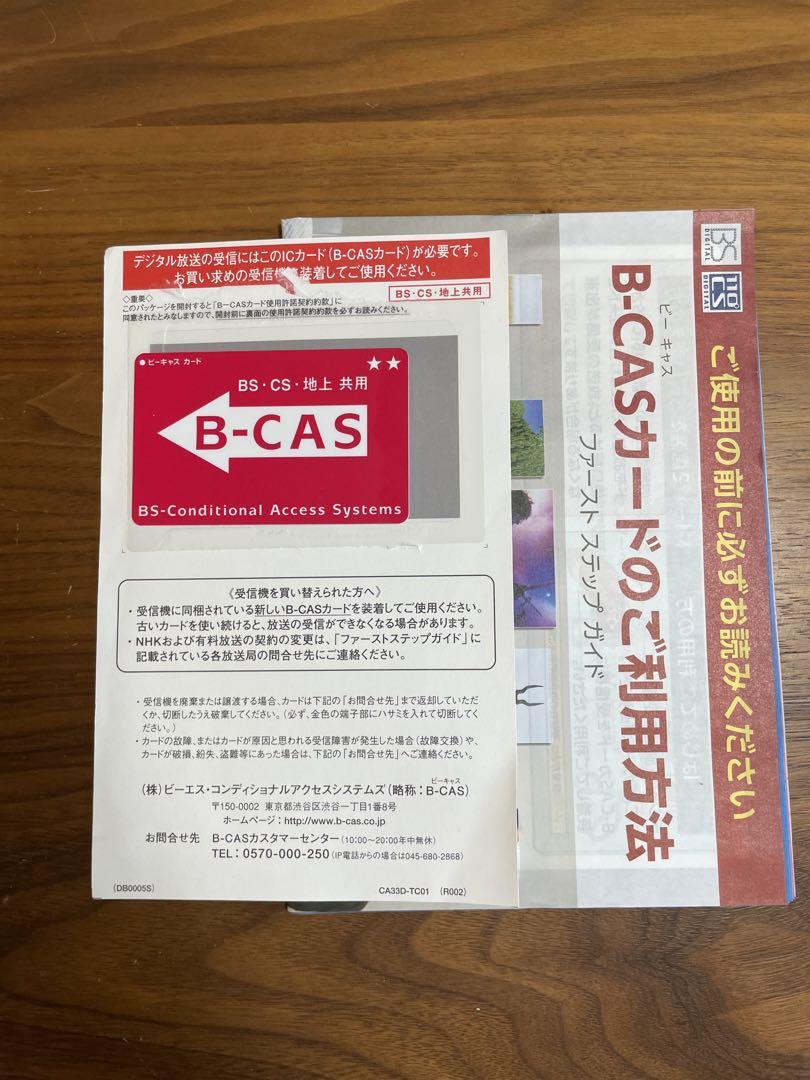 デジタル放送の受信にはこのICカード(B-CASカード)が必要です。
お買い求めの受信機に装着してご使用ください。
◇重要◇
このパッケージを開封すると「B-CASカード使用許諾契約約款」に
同意されたとみなしますので、開封前に裏面の使用許諾契約約款を必ずお読みください。
BS・CS・地上共用
●ビーキャス カード
★★
BS・CS・地上 共用
B-CAS
BS-Conditional Access Systems
《受信機を買い替えられた方へ》
・受信機に同梱されている新しいB-CASカードを装着してご使用ください。
古いカードを使い続けると、放送の受信ができなくなる場合があります。
・NHKおよび有料放送の契約の変更は、「ファーストステップガイド」に
記載されている各放送局の問合せ先にご連絡ください。
・受信機を廃棄または譲渡する場合、カードは下記の「お問合せ先」まで返却していただ
くか、切断したうえ破棄してください。(必ず、金色の端子部にハサミを入れて切断してく
ださい。)
・カードの故障、またはカードが原因と思われる受信障害が発生した場合(故障交換)や、
カードが破損、紛失、盗難等にあった場合は、下記の「お問合せ先」へご連絡ください。
(株)ビーエス・コンディショナルアクセスシステムズ(略称:B-CAS)
ビーキャス
〒150-0002 東京都渋谷区渋谷一丁目1番8号
ホームページ:http://www.b-cas.co.jp
お問合せ先 B-CASカスタマーセンター(10:00~20:00年中無休)
TEL:0570-000-250(IP電話からの場合は045-680-2868)
(DB0005S)
CA33D-TC01 (R002)
BS
DIGITAL
110°
CS
DIGITAL
ご使用の前に必ずお読みください
ビー キャス
B-CASカードのご利用方法
ファースト ステップ ガイド